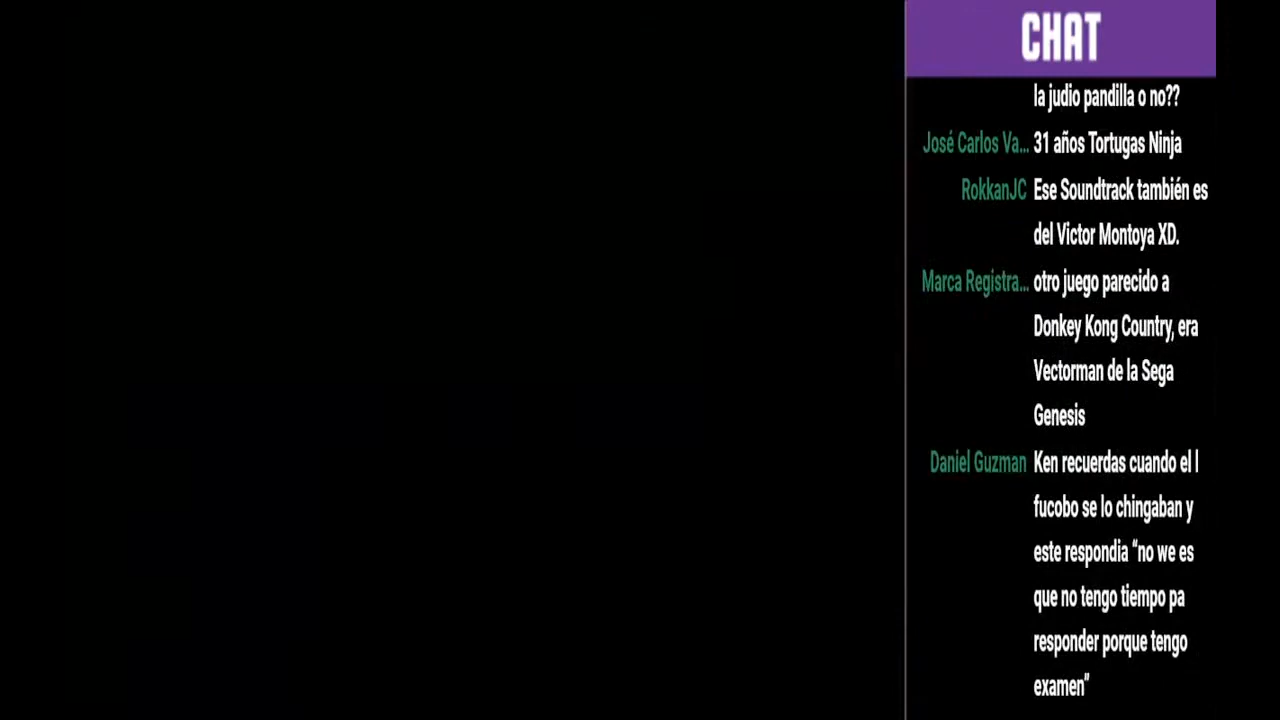 CHAT
la judio pandilla o no??
José Carlos Va... 31 años Tortugas Ninja
RokkanJC Ese Soundtrack también es
del Victor Montoya XD.
Marca Registra... otro juego parecido a
Donkey Kong Country, era
Vectorman de la Sega
Genesis
Daniel Guzman Ken recuerdas cuando el l
fucobo se lo chingaban y
este respondia “no we es
que no tengo tiempo pa
responder porque tengo
examen”